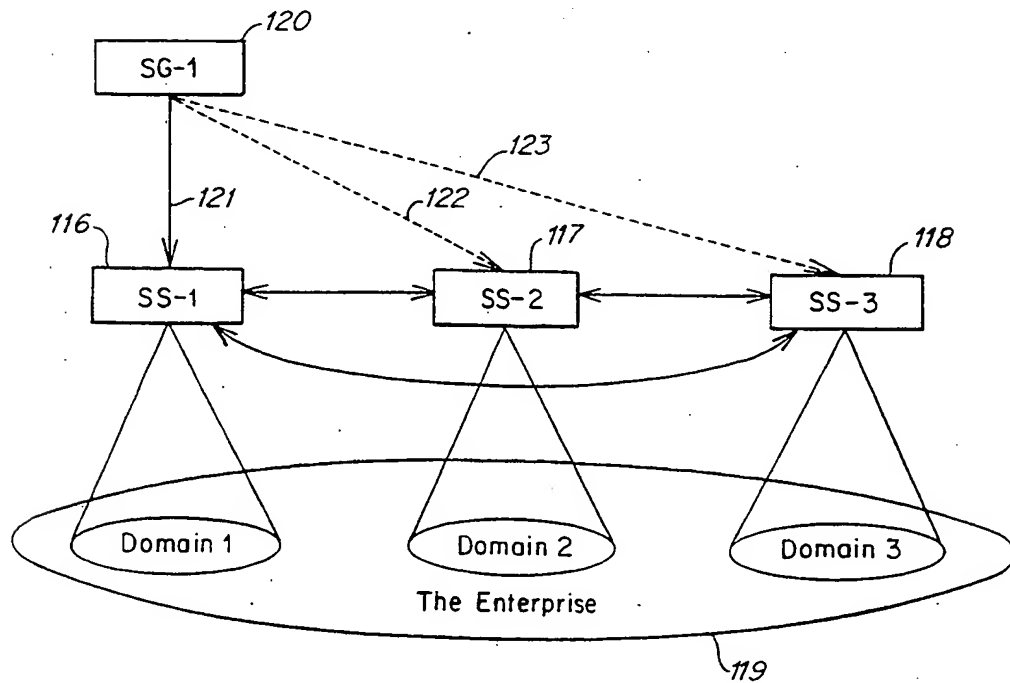 120
SG-1
123
121
122
116
117
118
SS-1
SS-2
SS-3
Domain 1
Domain 2
Domain 3
The Enterprise
119